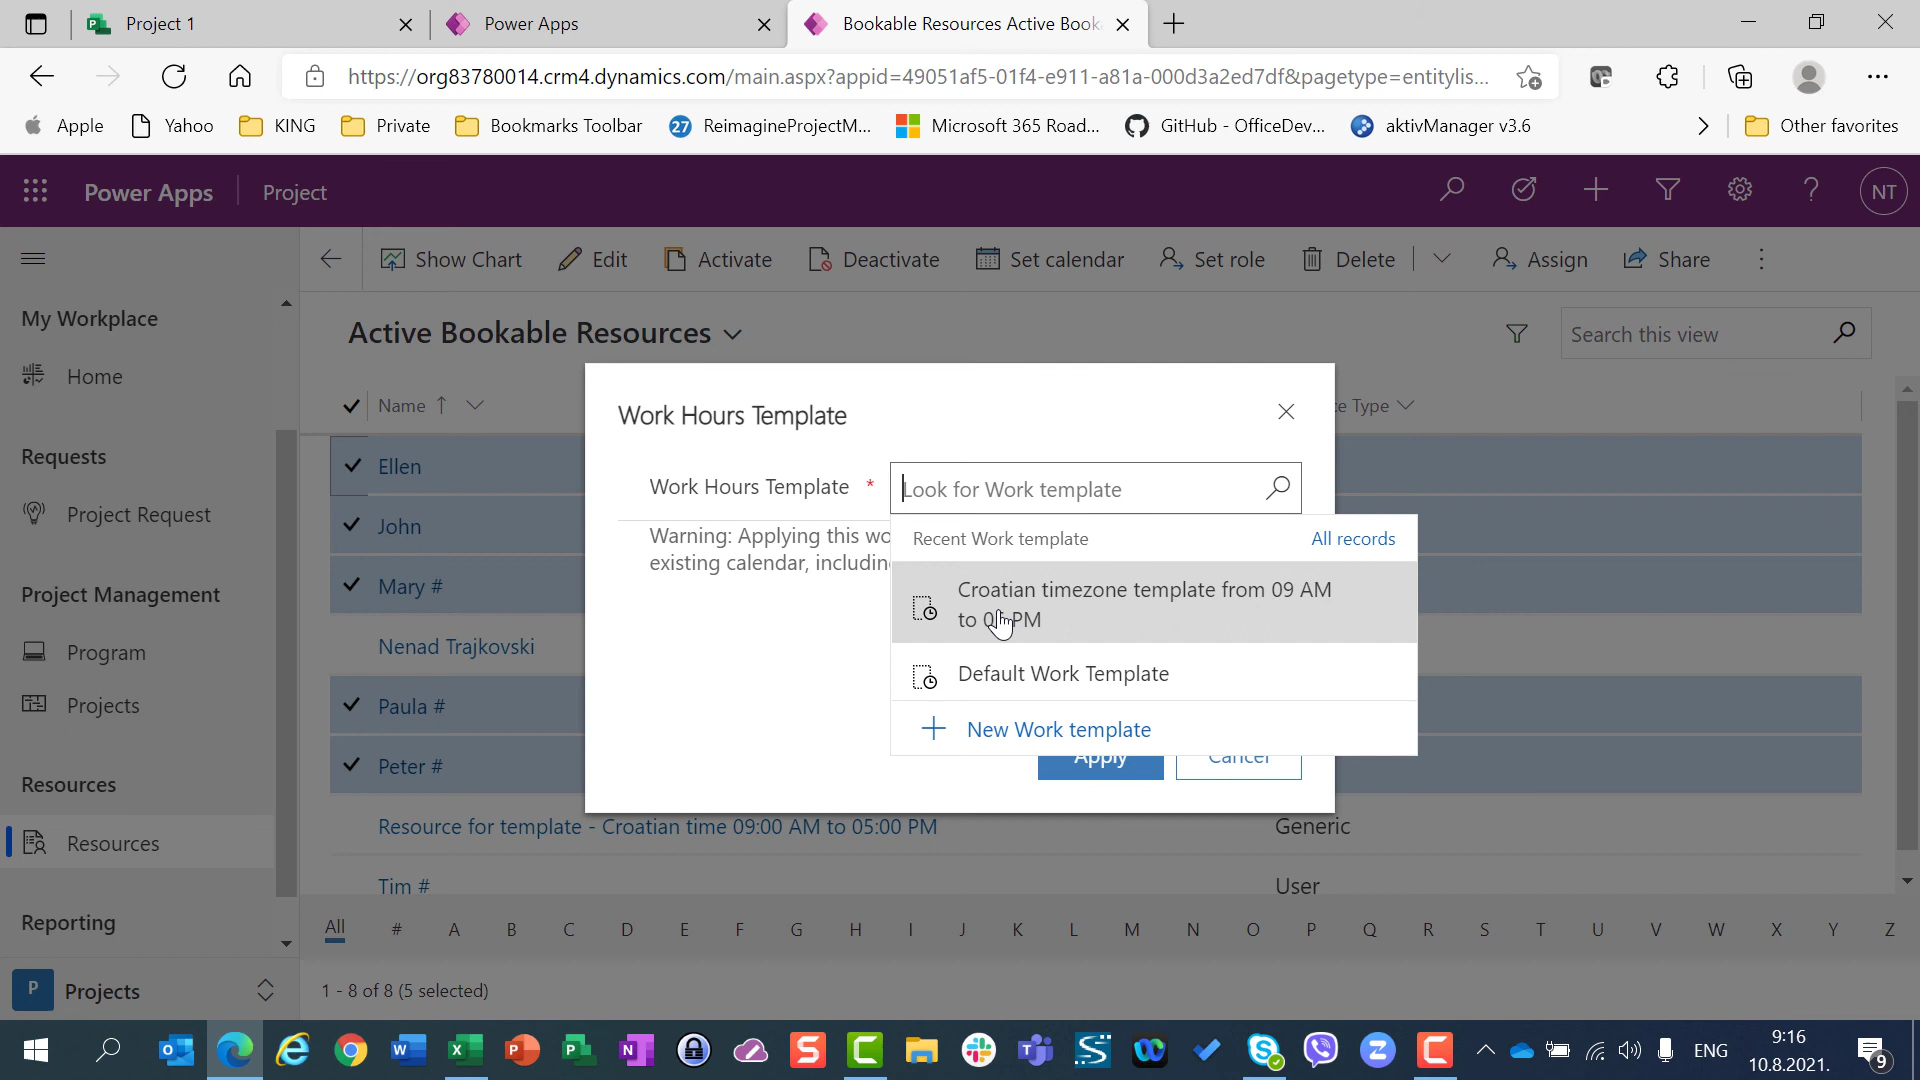 Project 1
Power Apps
Bookable Resources Active Book
https://org83780014.crm4.dynamics.com/main.aspx?appid=49051af5-01f4-e911-a81a-000d3a2ed7df&pagetype=entitylis...
Apple
Yahoo
KING
Private
Bookmarks Toolbar
27
ReimagineProjectM...
Microsoft 365 Road...
GitHub - OfficeDev...
aktivManager v3.6
Other favorites
Power Apps
Project
NT
Show Chart
Edit
Activate
Deactivate
Set calendar
Set role
Delete
Assign
Share
My Workplace
Home
Requests
Project Request
Project Management
Program
Projects
Resources
Resources
Reporting
P
Projects
Active Bookable Resources
Search this view
Name
Type
Ellen
John
Mary #
Nenad Trajkovski
Paula #
Peter #
Resource for template - Croatian time 09:00 AM to 05:00 PM
Generic
Tim #
User
Work Hours Template
Work Hours Template *
Look for Work template
Warning: Applying this wo
existing calendar, includin
Recent Work template
All records
Croatian timezone template from 09 AM
to PM
Default Work Template
New Work template
Apply
Cancel
All # A B C D E F G H I J K L M N O P Q R S T U V W X Y Z
1 - 8 of 8 (5 selected)
ENG
9:16
10.8.2021.
9